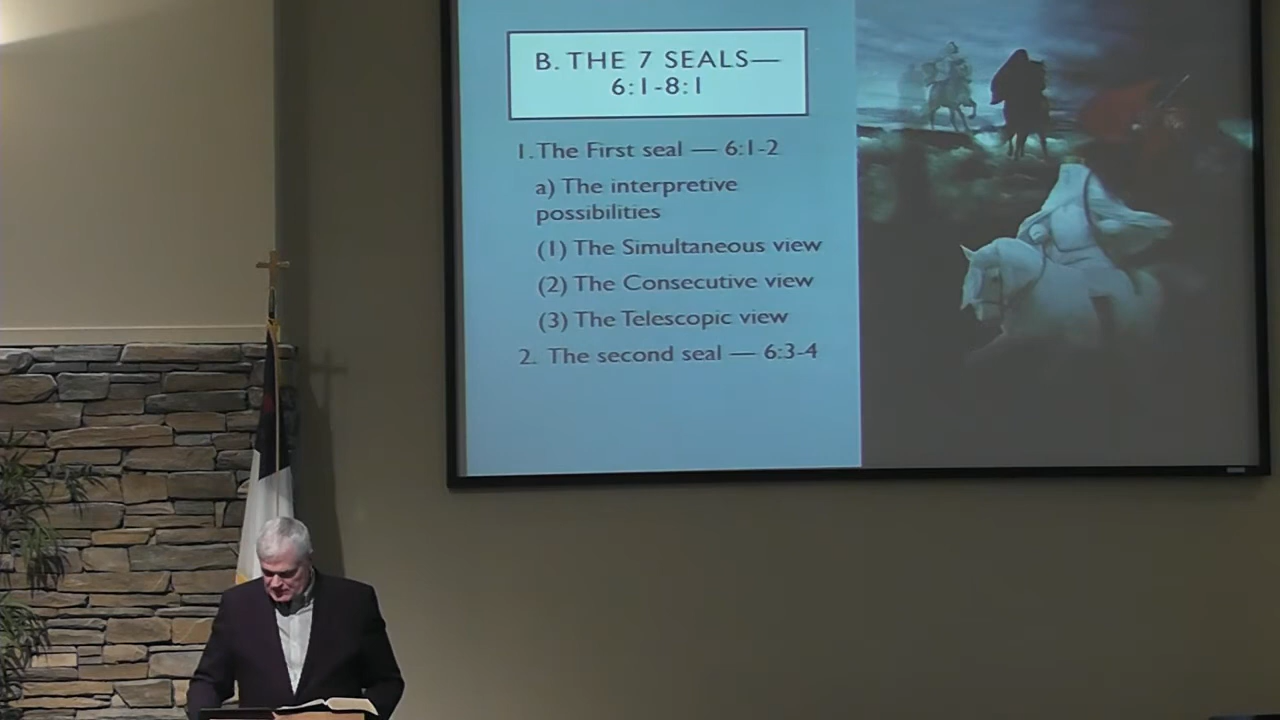 B. THE 7 SEALS—
6:1-8:1
1. The First seal — 6:1-2
a) The interpretive
possibilities
(1) The Simultaneous view
(2) The Consecutive view
(3) The Telescopic view
2. The second seal — 6:3-4